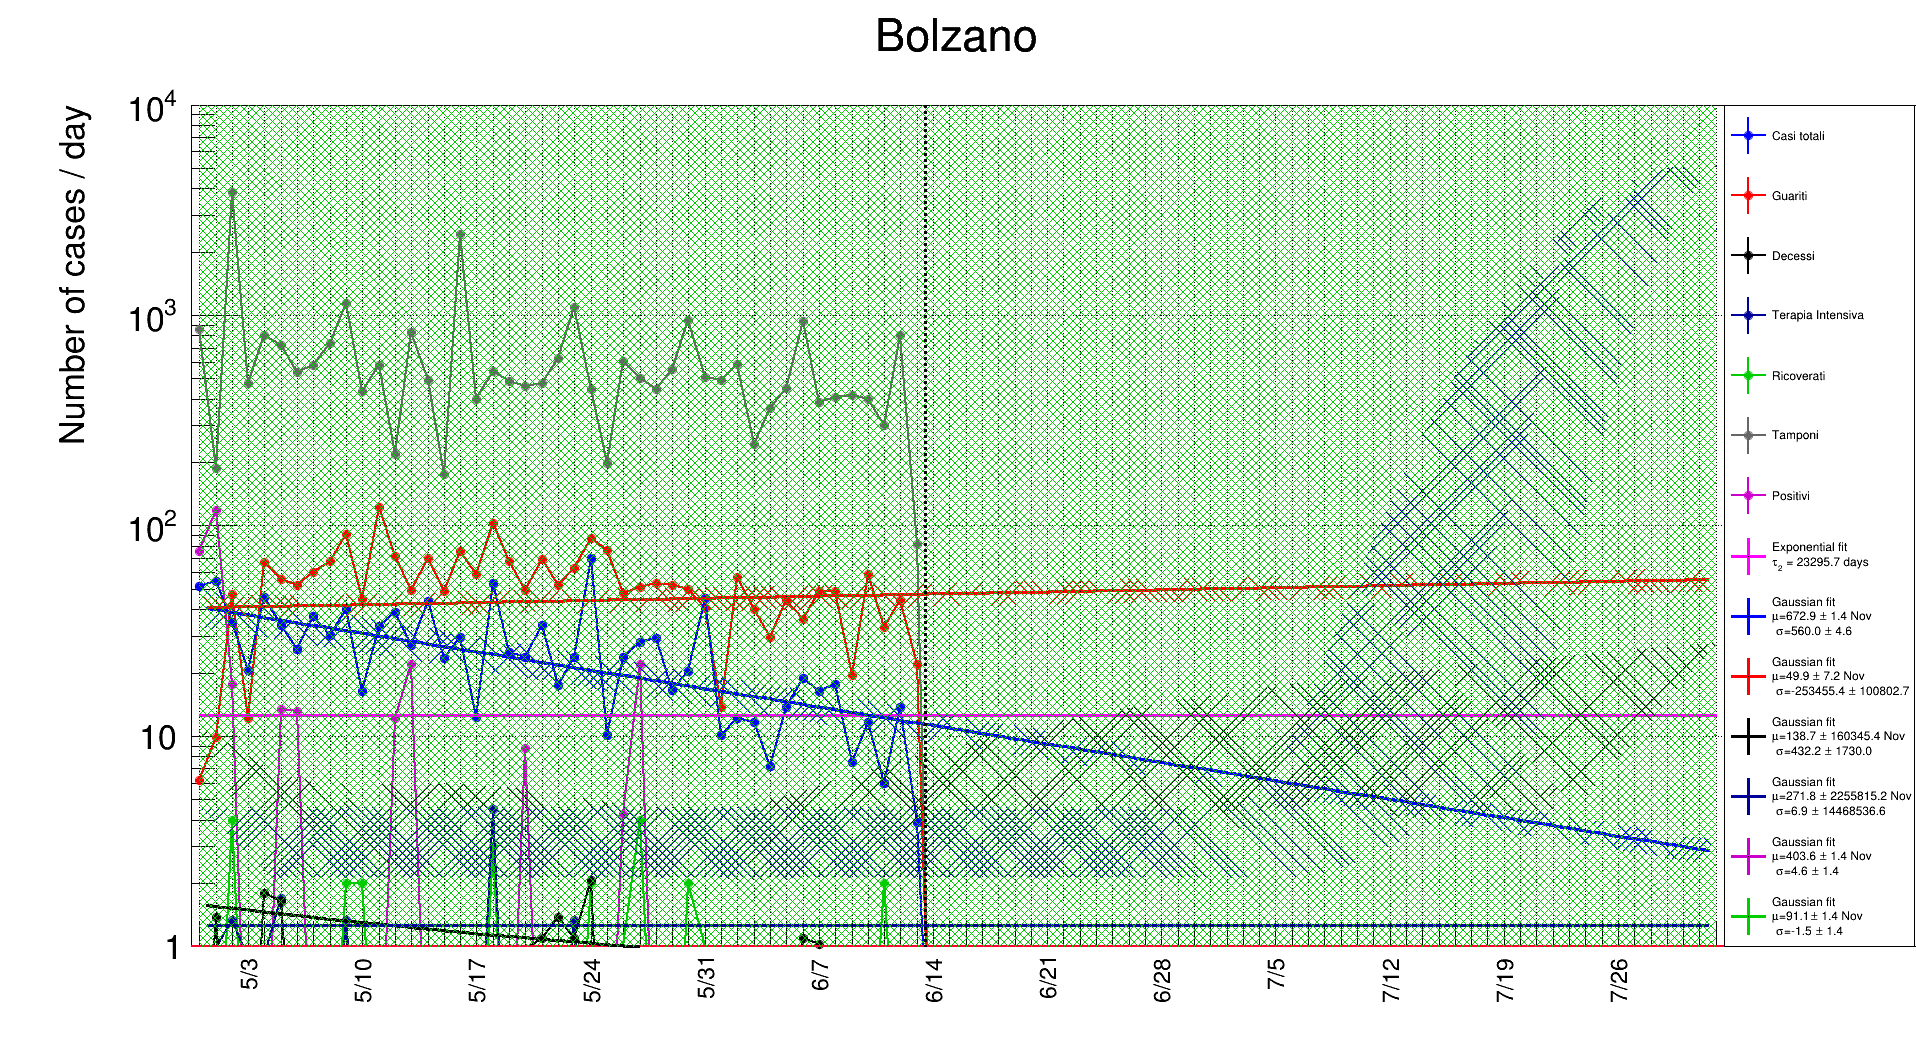 Bolzano
Number of cases / day
10^4
10^3
10^2
10
1
5/3
5/10
5/17
5/24
5/31
6/7
6/14
6/21
6/28
7/5
7/12
7/19
7/26
Casi totali
Guariti
Decessi
Terapia Intensiva
Ricoverati
Tamponi
Positivi
Exponential fit
τ₂ = 23295.7 days
Gaussian fit
μ=672.9 ± 1.4 Nov
σ=560.0 ± 4.6
Gaussian fit
μ=49.9 ± 7.2 Nov
σ=-253455.4 ± 100802.7
Gaussian fit
μ=138.7 ± 160345.4 Nov
σ=432.2 ± 1730.0
Gaussian fit
μ=271.8 ± 2255815.2 Nov
σ=6.9 ± 14468536.6
Gaussian fit
μ=403.6 ± 1.4 Nov
σ=4.6 ± 1.4
Gaussian fit
μ=91.1 ± 1.4 Nov
σ=-1.5 ± 1.4